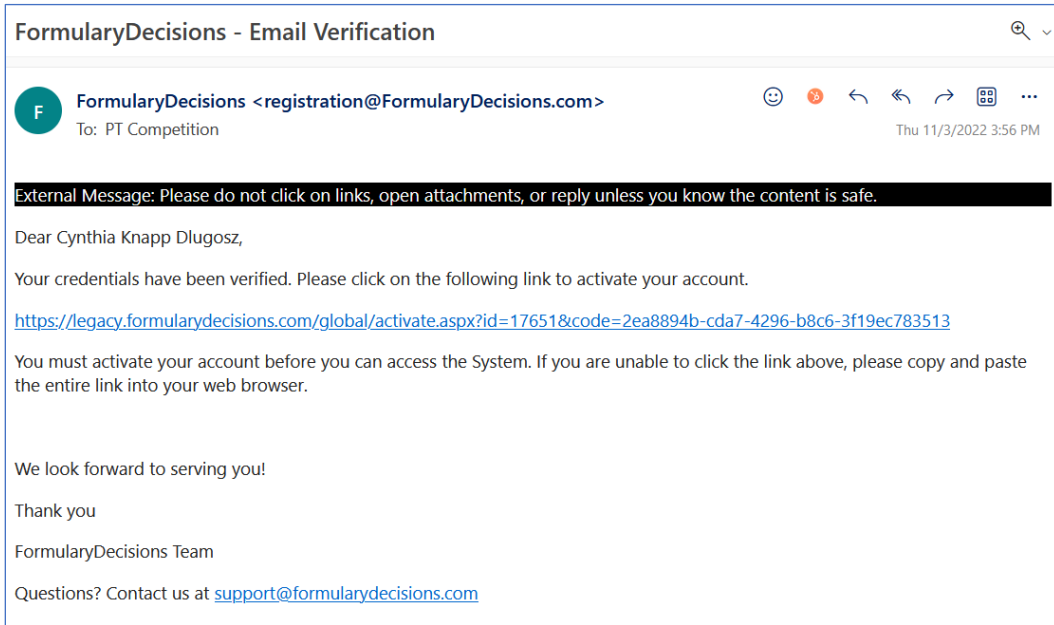 FormularyDecisions - Email Verification
F
FormularyDecisions <registration@FormularyDecisions.com>
To: PT Competition
Thu 11/3/2022 3:56 PM
External Message: Please do not click on links, open attachments, or reply unless you know the content is safe.
Dear Cynthia Knapp Dlugosz,
Your credentials have been verified. Please click on the following link to activate your account.
https://legacy.formularydecisions.com/global/activate.aspx?id=17651&code=2ea8894b-cda7-4296-b8c6-3f19ec783513
You must activate your account before you can access the System. If you are unable to click the link above, please copy and paste
the entire link into your web browser.
We look forward to serving you!
Thank you
FormularyDecisions Team
Questions? Contact us at support@formularydecisions.com